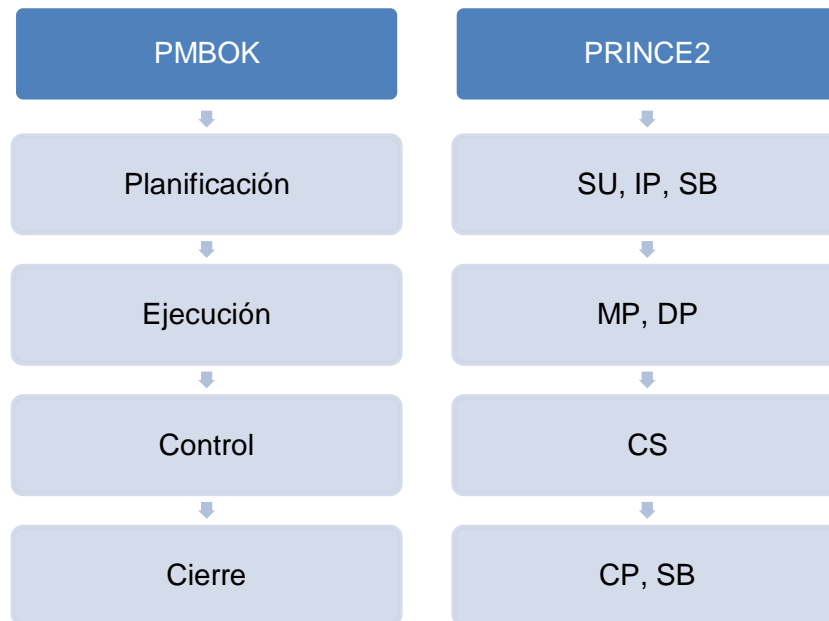 PMBOK
Planificación
Ejecución
Control
Cierre
PRINCE2
SU, IP, SB
MP, DP
CS
CP, SB